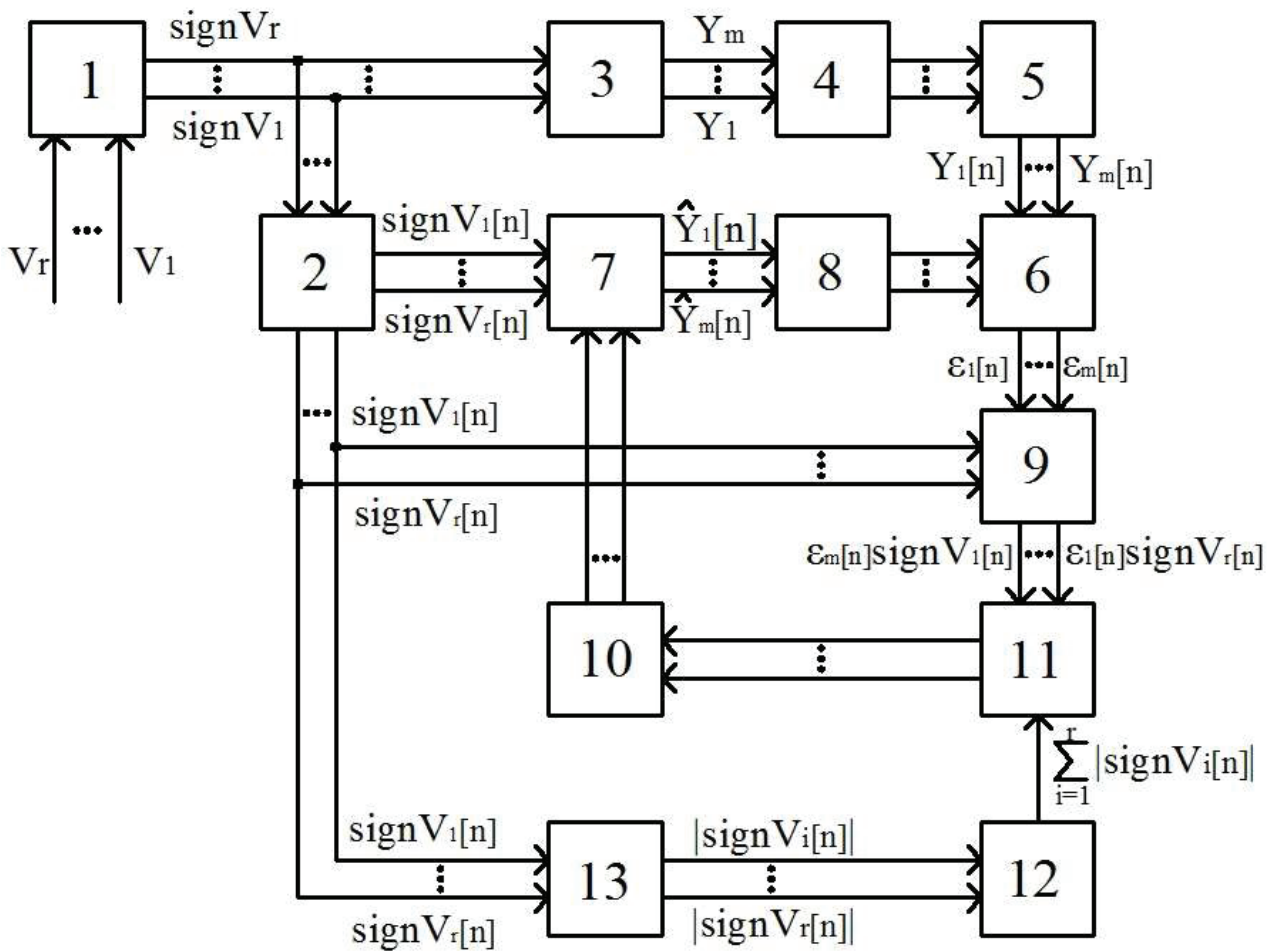 signVr
Ym
1
3
4
5
signV1
Y1
Y1[n]
Ym[n]
signV1[n]
Ŷ1[n]
Vr
V1
2
7
8
6
signVr[n]
Ŷm[n]
ε1[n]
εm[n]
signV1[n]
9
signVr[n]
εm[n]signV1[n]
ε1[n]signVr[n]
10
11
r
∑|signVi[n]|
i=1
signV1[n]
|signVi[n]|
13
12
signVr[n]
|signVr[n]|